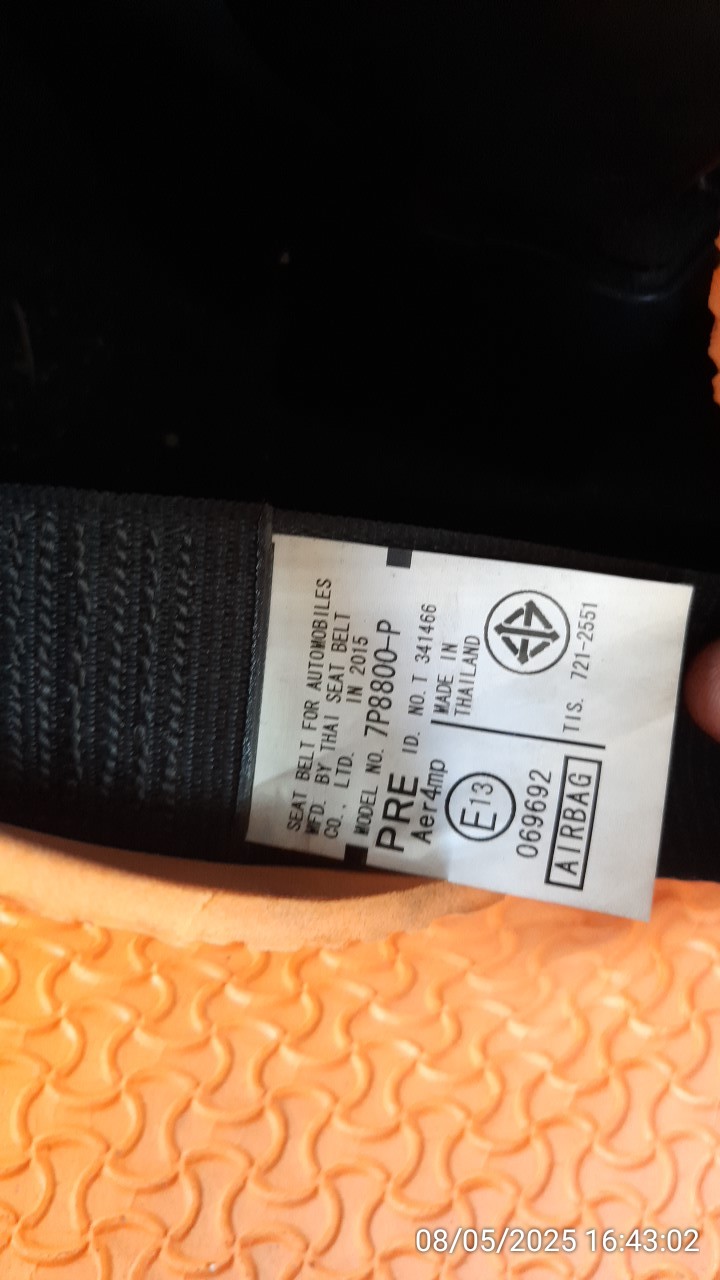 SEAT BELT FOR AUTOMOBILES
MFD. BY THAI SEAT BELT
CO., LTD. IN 2015
MODEL NO. 7P8800-P
PRE ID. NO. T 341466
Aer4mp
MADE IN
THAILAND
E13
069692
AIRBAG
TIS. 721-2551
08/05/2025 16:43:02